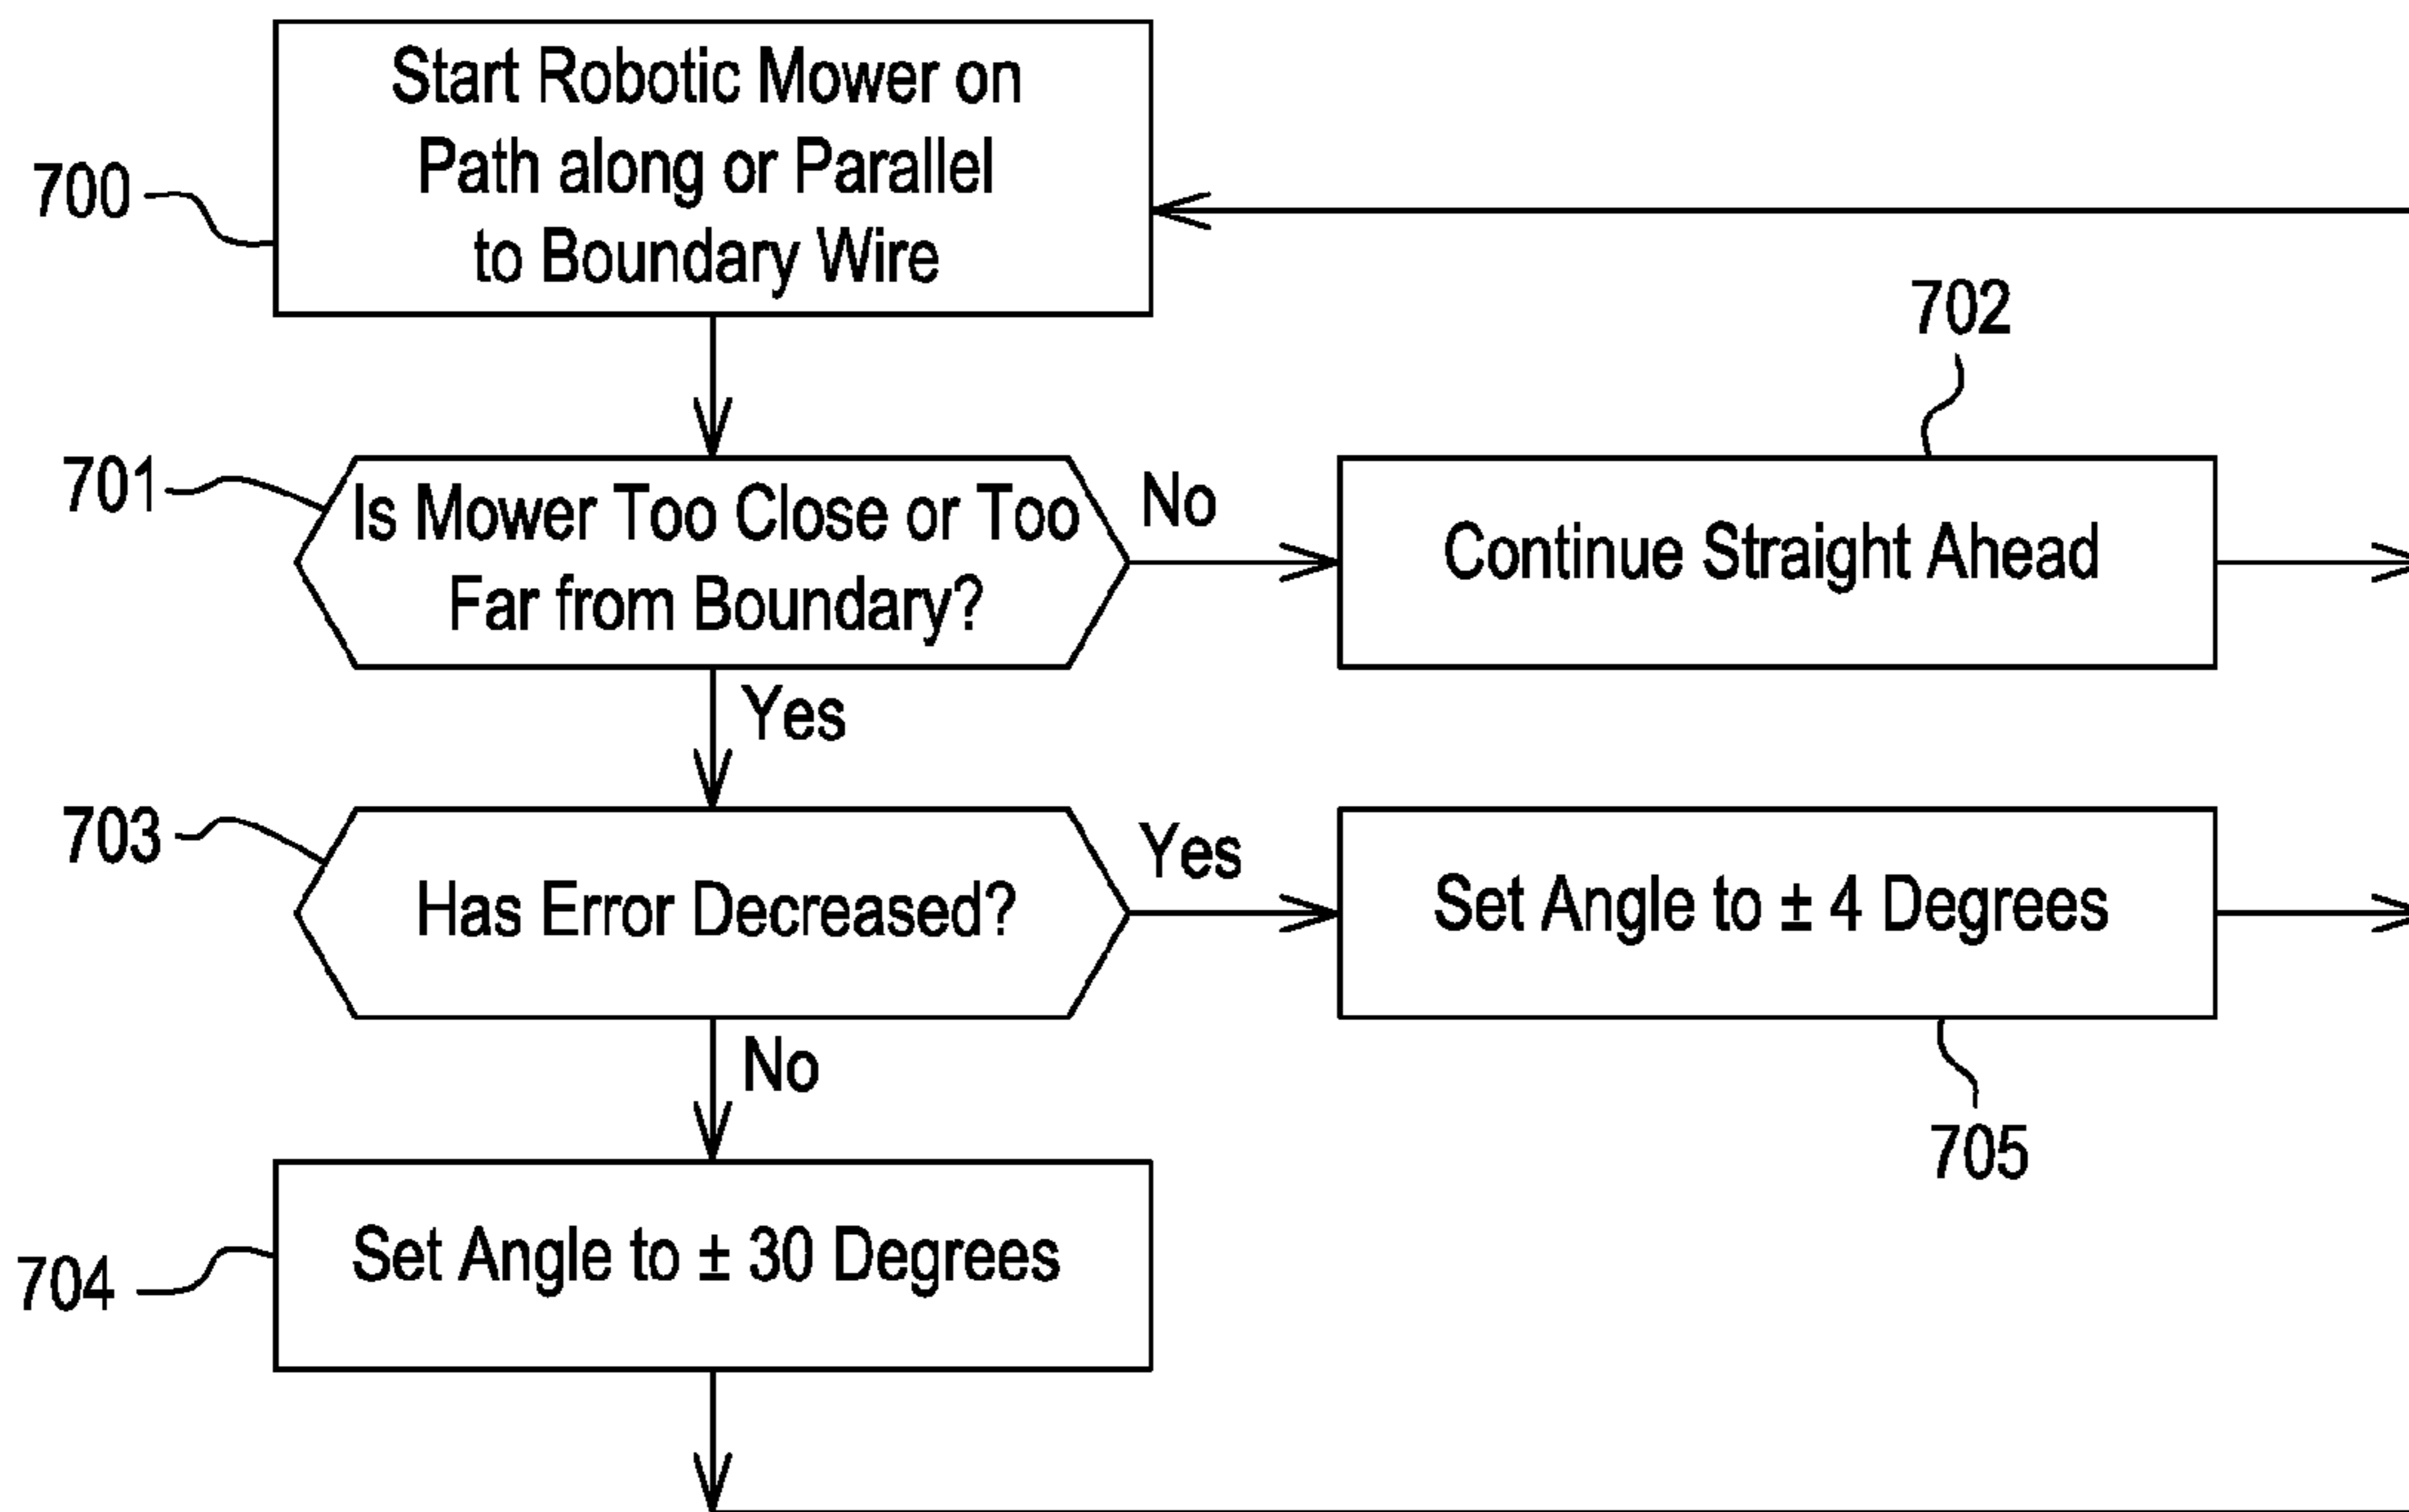 Start Robotic Mower on
Path along or Parallel
to Boundary Wire
700
702
701
Is Mower Too Close or Too
Far from Boundary?
No
Continue Straight Ahead
Yes
703
Has Error Decreased?
Yes
Set Angle to ± 4 Degrees
No
705
704
Set Angle to ± 30 Degrees